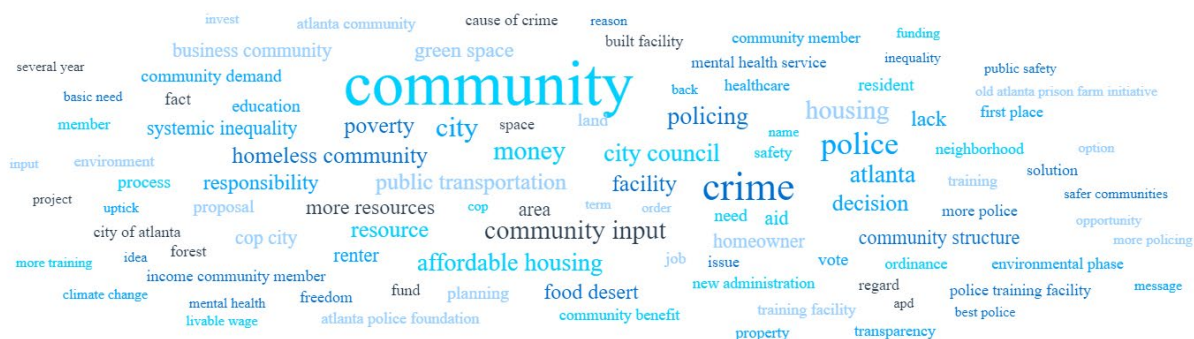 invest atlanta community cause of crime reason
business community green space built facility community member funding
several year community demand mental health service inequality public safety
basic need fact education community back healthcare resident old atlanta prison farm initiative
member systemic inequality poverty city space land policing name housing lack first place
input environment homeless community money city council safety police neighborhood option
process responsibility public transportation facility crime atlanta training solution
project uptick proposal more resources cop area term order need aid decision more police safer communities
city of atlanta idea forest cop city resource community input homeowner community structure opportunity more policing
more training renter affordable housing job issue vote ordinance environmental phase
income community member fund new administration regard message
climate change mental health freedom planning food desert training facility apd police training facility best police
livable wage atlanta police foundation community benefit property transparency